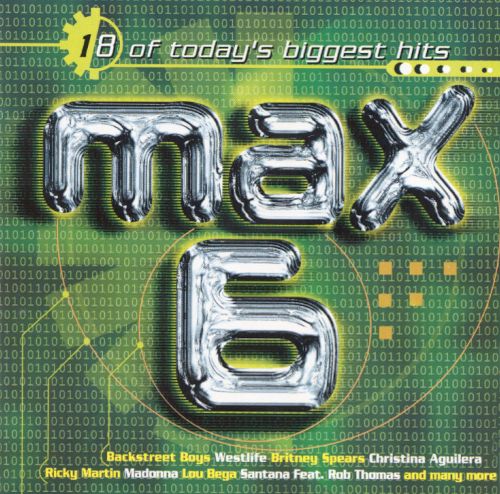 18 of today's biggest hits
max
6
Backstreet Boys Westlife Britney Spears Christina Aguilera
Ricky Martin Madonna Lou Bega Santana Feat. Rob Thomas and many more